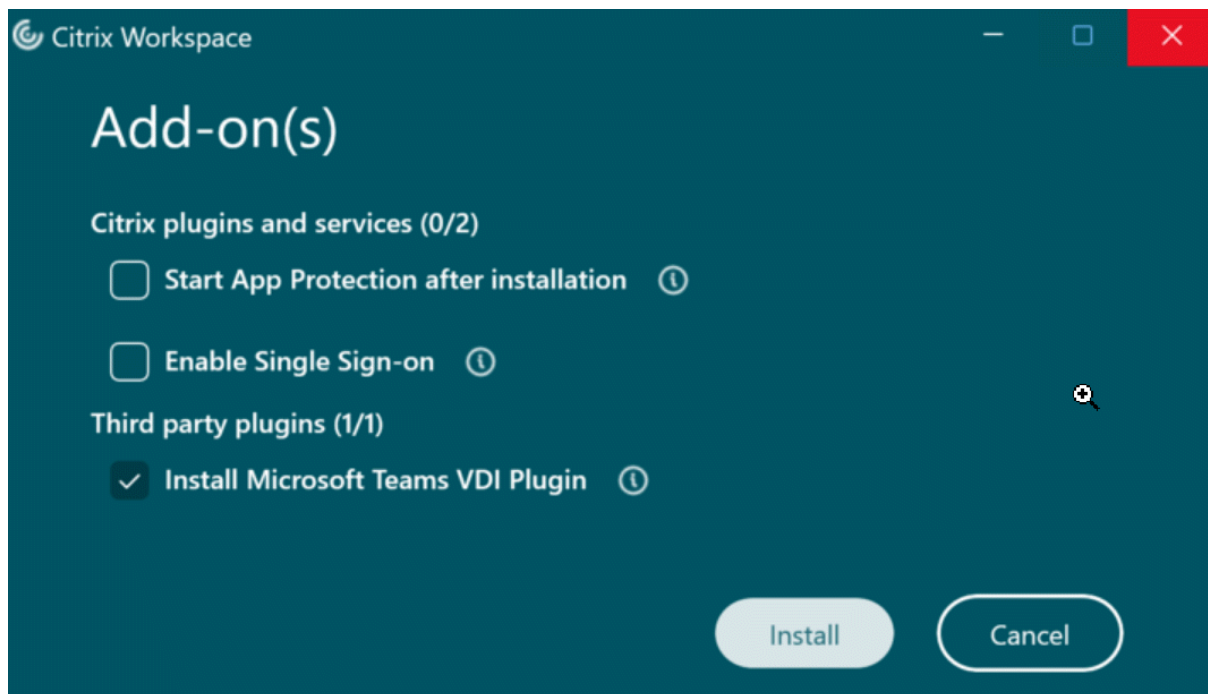 Citrix Workspace
Add-on(s)
Citrix plugins and services (0/2)
Start App Protection after installation
Enable Single Sign-on
Third party plugins (1/1)
Install Microsoft Teams VDI Plugin
Install Cancel